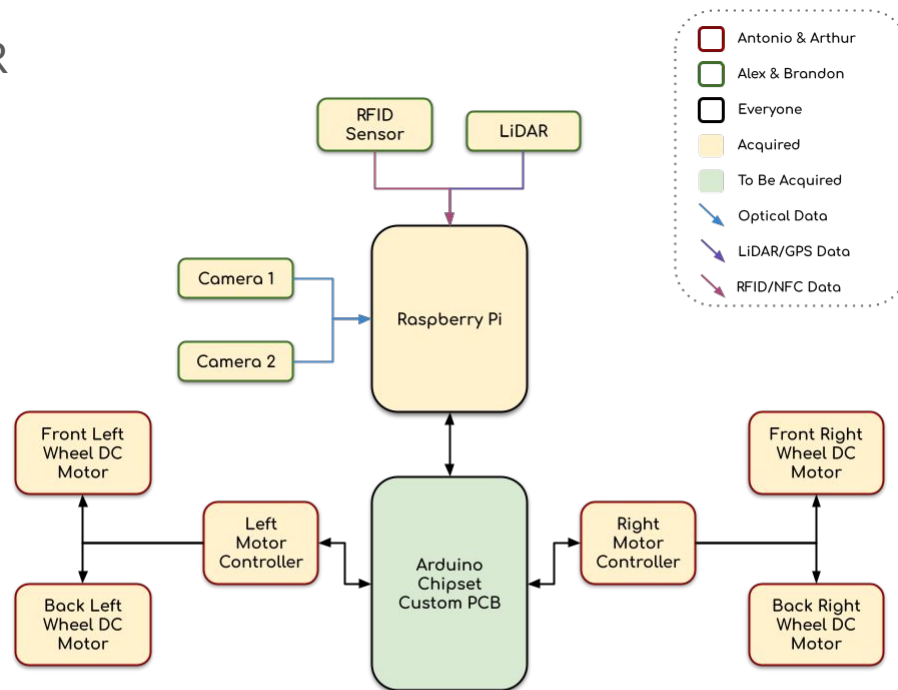 R
Antonio & Arthur
Alex & Brandon
Everyone
Acquired
To Be Acquired
Optical Data
LiDAR/GPS Data
RFID/NFC Data
RFID
Sensor
LiDAR
Camera 1
Camera 2
Raspberry Pi
Front Left
Wheel DC
Motor
Back Left
Wheel DC
Motor
Left
Motor
Controller
Arduino
Chipset
Custom PCB
Right
Motor
Controller
Front Right
Wheel DC
Motor
Back Right
Wheel DC
Motor